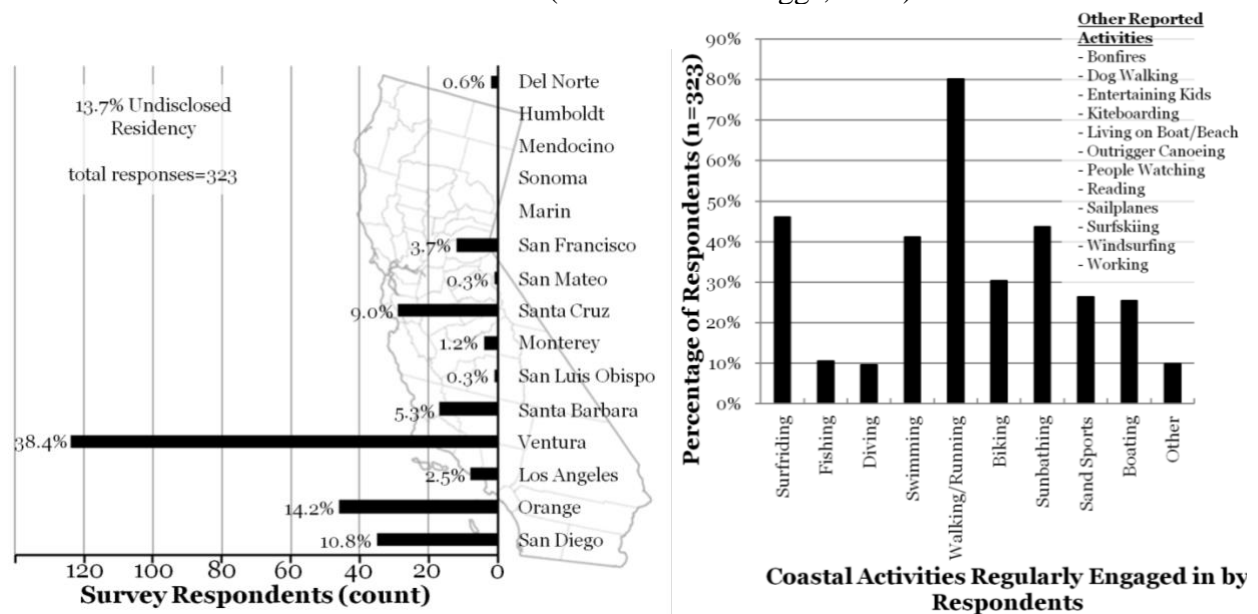 13.7% Undisclosed
Residency
total responses=323
0.6% Del Norte
Humboldt
Mendocino
Sonoma
Marin
3.7% San Francisco
0.3% San Mateo
9.0% Santa Cruz
1.2% Monterey
0.3% San Luis Obispo
5.3% Santa Barbara
38.4% Ventura
2.5% Los Angeles
14.2% Orange
10.8% San Diego
120 100 80 60 40 20 0
Survey Respondents (count)
Percentage of Respondents (n=323)
90%
80%
70%
60%
50%
40%
30%
20%
10%
0%
Other Reported
Activities
- Bonfires
- Dog Walking
- Entertaining Kids
- Kiteboarding
- Living on Boat/Beach
- Outrigger Canoeing
- People Watching
- Reading
- Sailplanes
- Surfskiing
- Windsurfing
- Working
Surfriding
Fishing
Diving
Swimming
Walking/Running
Biking
Sunbathing
Sand Sports
Boating
Other
Coastal Activities Regularly Engaged in by
Respondents